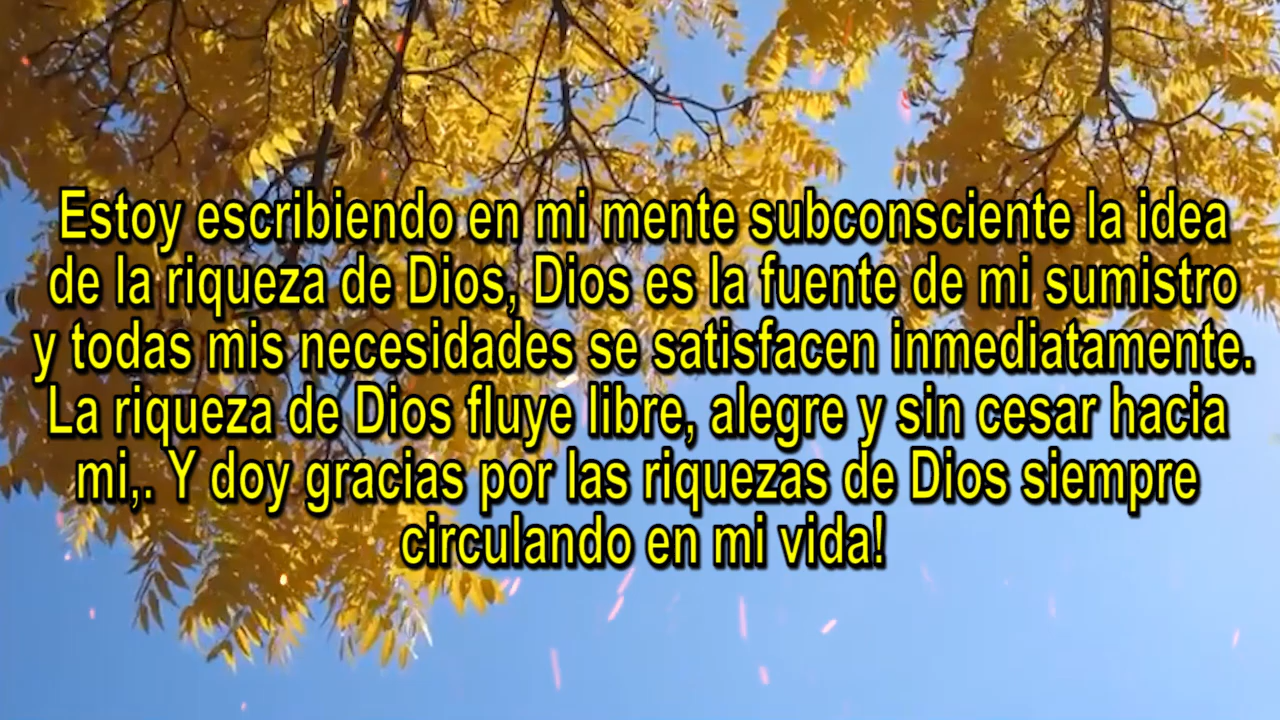 Estoy escribiendo en mi mente subconsciente la idea
de la riqueza de Dios, Dios es la fuente de mi sumistro
y todas mis necesidades se satisfacen inmediatamente.
La riqueza de Dios fluye libre, alegre y sin cesar hacia
mi,. Y doy gracias por las riquezas de Dios siempre
circulando en mi vida!